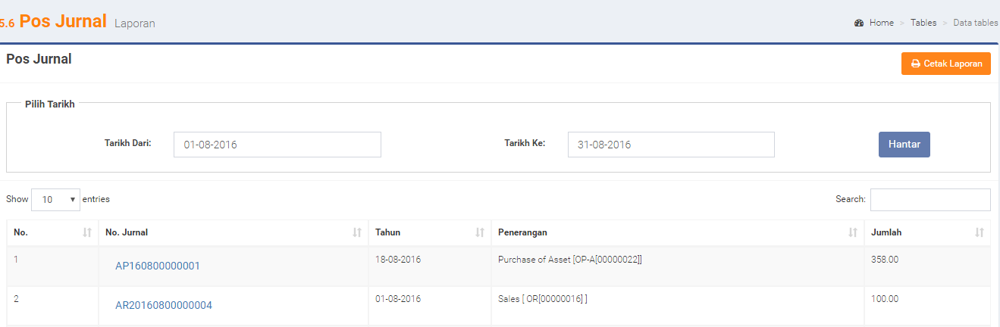 5.6 Pos Jurnal Laporan
Home > Tables > Data tables
Pos Jurnal
Cetak Laporan
Pilih Tarikh
Tarikh Dari: 01-08-2016 Tarikh Ke: 31-08-2016 Hantar
Show 10 entries Search:
No. No. Jurnal Tahun Penerangan Jumlah
1 AP160800000001 18-08-2016 Purchase of Asset [OP-A[00000022]] 358.00
2 AR20160800000004 01-08-2016 Sales [ OR[00000016] ] 100.00